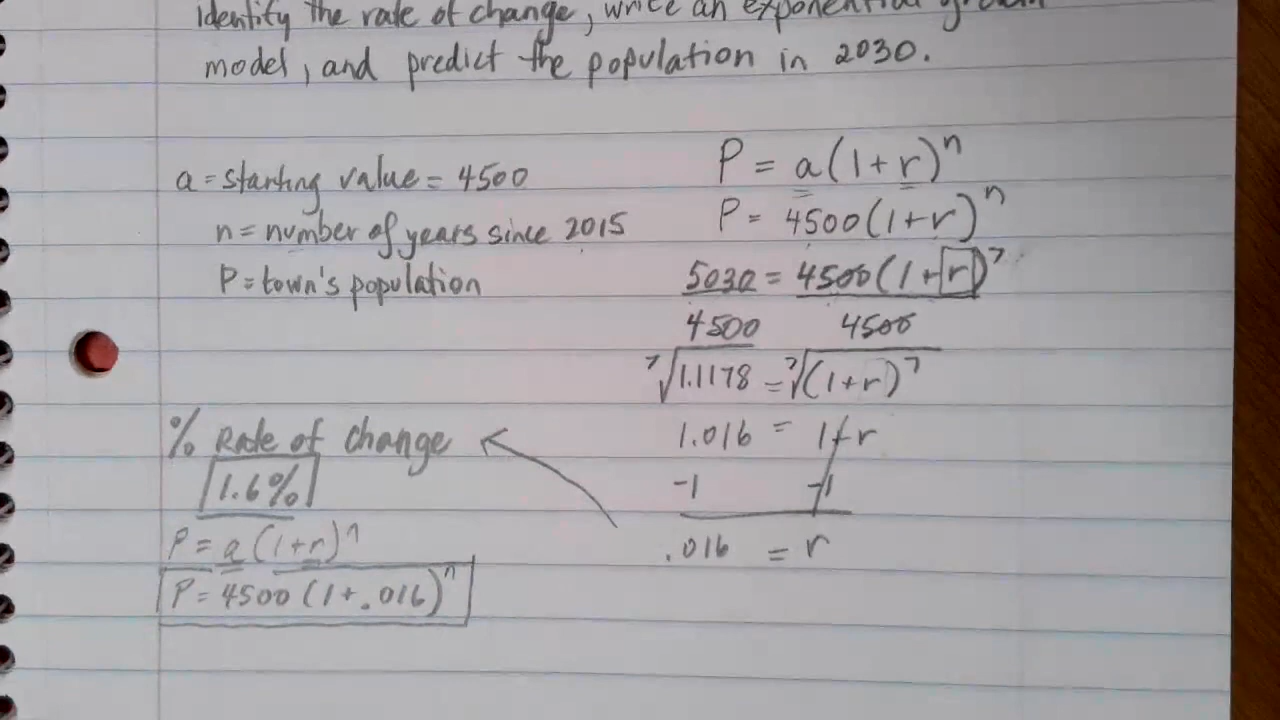 Identify the rate of change, write an exponential growth
model, and predict the population in 2030.
a = starting value = 4500
n = number of years since 2015
P = town's population
P = a(1+r)^n
P = 4500(1+r)^n
5030 = 4500(1+r)^7
4500 4500
7√1.1178 = 7√(1+r)^7
1.016 = 1+r
-1 -1
.016 = r
% Rate of change
1.6%
P = a(1+r)^n
P = 4500(1+.016)^n